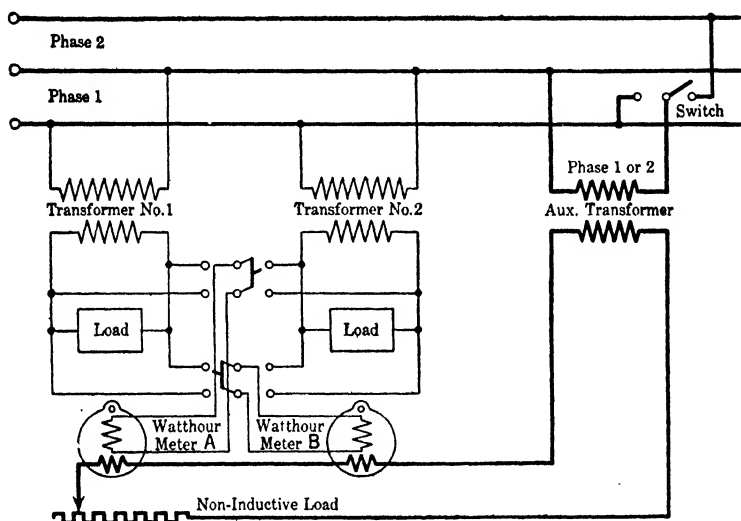 Phase 2
Phase 1
Switch
Phase 1 or 2
Transformer No.1
Transformer No.2
Aux. Transformer
Load
Load
Watthour
Meter A
Watthour
Meter B
Non-Inductive Load